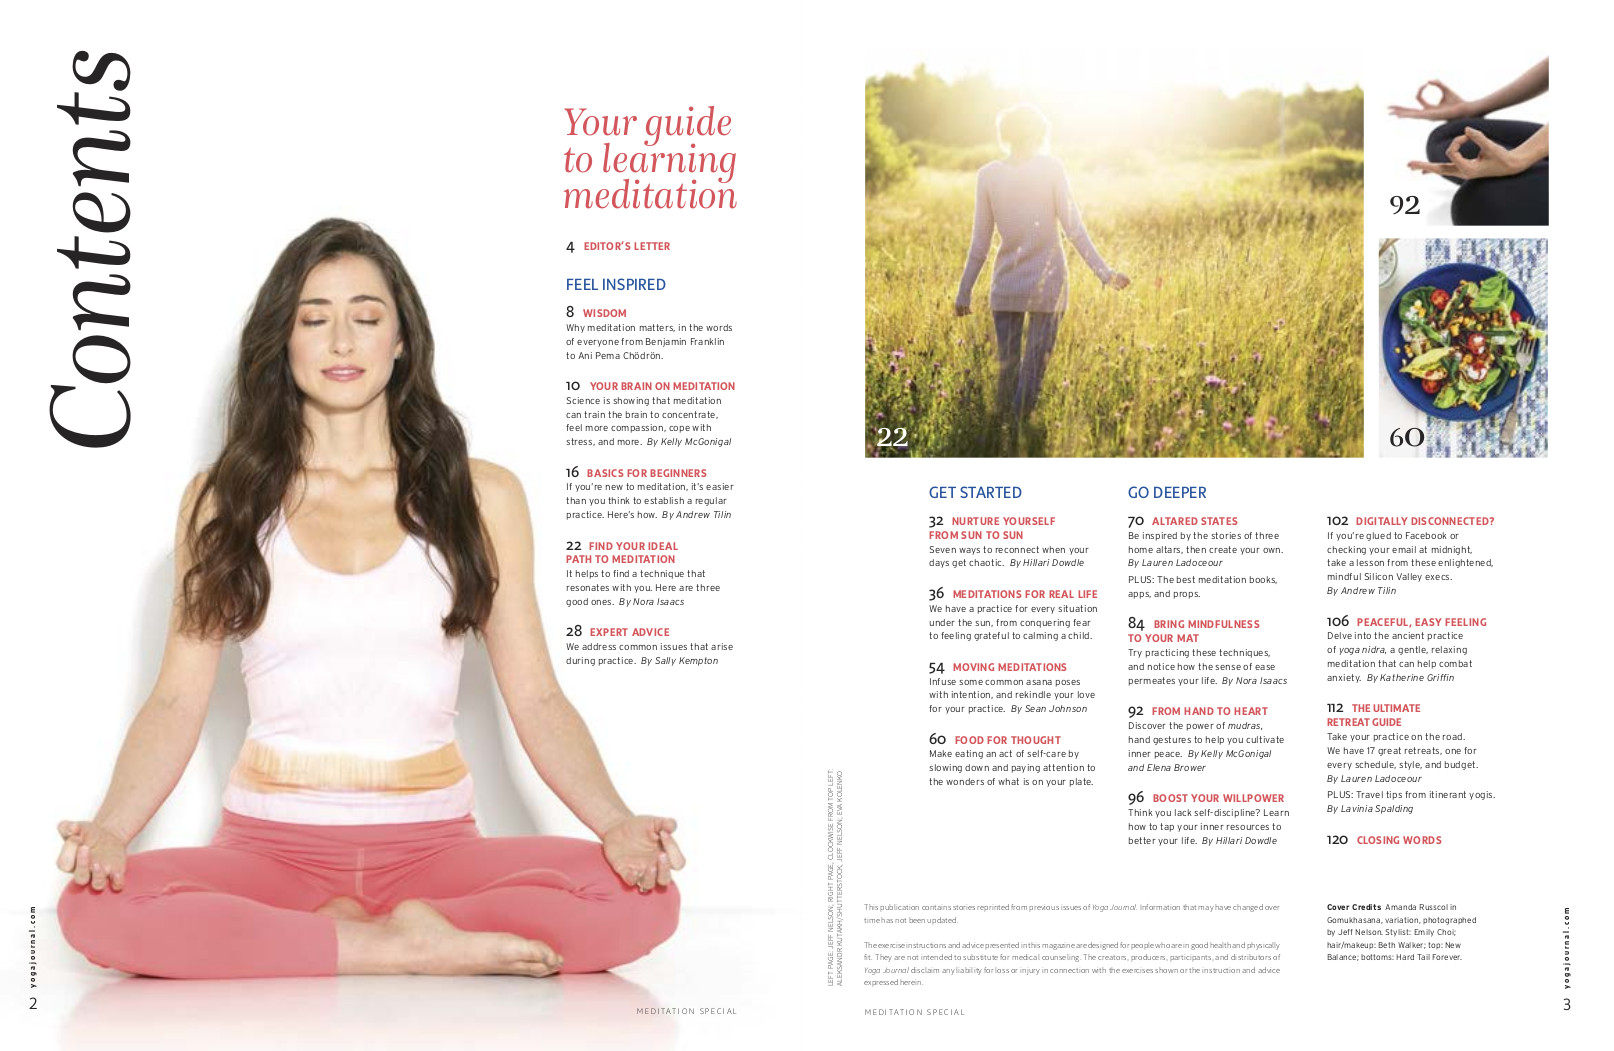 Contents
Your guide
to learning
meditation
4 EDITOR'S LETTER
FEEL INSPIRED
8 WISDOM
Why meditation matters, in the words
of everyone from Benjamin Franklin
to Ani Pema Chödrön.
10 YOUR BRAIN ON MEDITATION
Science is showing that meditation
can train the brain to concentrate,
feel more compassion, cope with
stress, and more. By Kelly McGonigal
16 BASICS FOR BEGINNERS
If you're new to meditation, it's easier
than you think to establish a regular
practice. Here's how. By Andrew Tilin
22 FIND YOUR IDEAL
PATH TO MEDITATION
It helps to find a technique that
resonates with you. Here are three
good ones. By Nora Isaacs
28 EXPERT ADVICE
We address common issues that arise
during practice. By Sally Kempton
yogajournal.com
2
MEDITATION SPECIAL
22
92
60
GET STARTED
32 NURTURE YOURSELF
FROM SUN TO SUN
Seven ways to reconnect when your
days get chaotic. By Hillari Dowdle
36 MEDITATIONS FOR REAL LIFE
We have a practice for every situation
under the sun, from conquering fear
to feeling grateful to calming a child.
54 MOVING MEDITATIONS
Infuse some common asana poses
with intention, and rekindle your love
for your practice. By Sean Johnson
60 FOOD FOR THOUGHT
Make eating an act of self-care by
slowing down and paying attention to
the wonders of what is on your plate.
GO DEEPER
70 ALTARED STATES
Be inspired by the stories of three
home altars, then create your own.
By Lauren Ladoceour
PLUS: The best meditation books,
apps, and props.
84 BRING MINDFULNESS
TO YOUR MAT
Try practicing these techniques,
and notice how the sense of ease
permeates your life. By Nora Isaacs
92 FROM HAND TO HEART
Discover the power of mudras,
hand gestures to help you cultivate
inner peace. By Kelly McGonigal
and Elena Brower
96 BOOST YOUR WILLPOWER
Think you lack self-discipline? Learn
how to tap your inner resources to
better your life. By Hillari Dowdle
102 DIGITALLY DISCONNECTED?
If you're glued to Facebook or
checking your email at midnight,
take a lesson from these enlightened,
mindful Silicon Valley execs.
By Andrew Tilin
106 PEACEFUL, EASY FEELING
Delve into the ancient practice
of yoga nidra, a gentle, relaxing
meditation that can help combat
anxiety. By Katherine Griffin
112 THE ULTIMATE
RETREAT GUIDE
Take your practice on the road.
We have 17 great retreats, one for
every schedule, style, and budget.
By Lauren Ladoceour
PLUS: Travel tips from itinerant yogis.
By Lavinia Spalding
120 CLOSING WORDS
LEFT PAGE: JEFF NELSON; RIGHT PAGE, CLOCKWISE FROM TOP LEFT:
ALEKSANDR KUTAKH/SHUTTERSTOCK; JEFF NELSON; EVA KOLENKO
This publication contains stories reprinted from previous issues of Yoga Journal. Information that may have changed over
time has not been updated.
The exercise instructions and advice presented in this magazine are designed for people who are in good health and physically
fit. They are not intended to substitute for medical counseling. The creators, producers, participants, and distributors of
Yoga Journal disclaim any liability for loss or injury in connection with the exercises shown or the instruction and advice
expressed herein.
Cover Credits Amanda Russcol in
Gomukhasana, variation, photographed
by Jeff Nelson. Stylist: Emily Choi;
hair/makeup: Beth Walker; top: New
Balance; bottoms: Hard Tail Forever.
MEDITATION SPECIAL
yogajournal.com
3